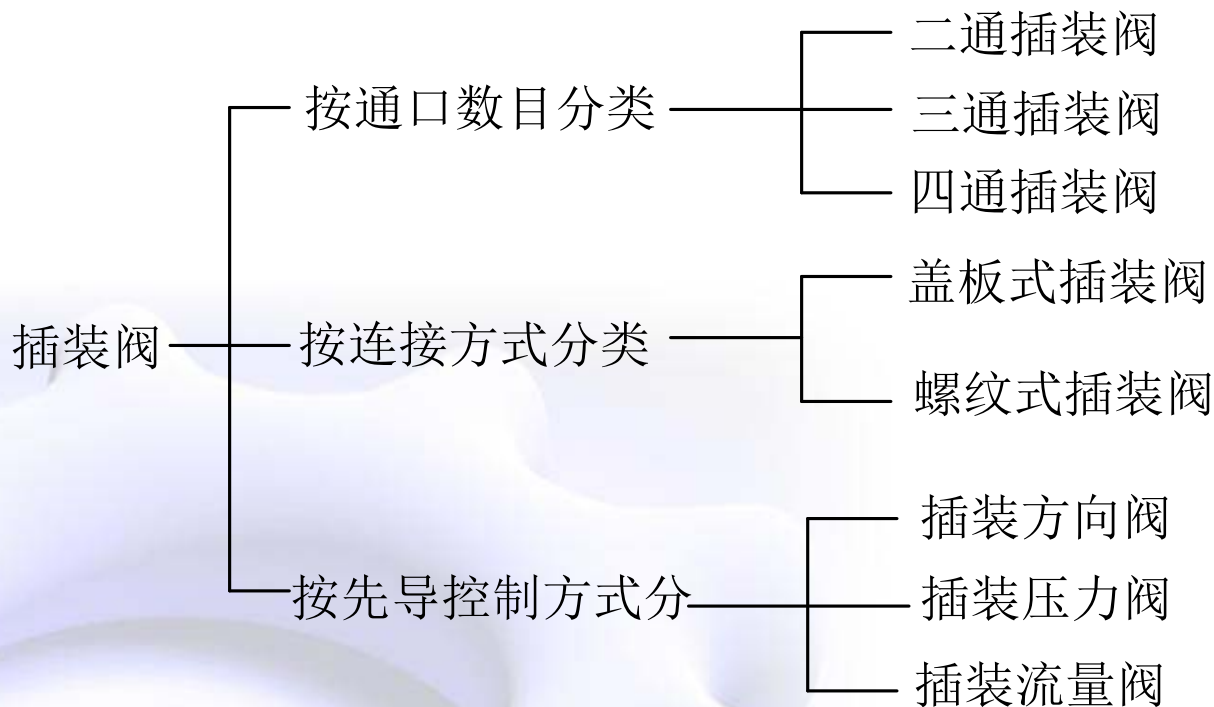 插装阀
按通口数目分类
二通插装阀
三通插装阀
四通插装阀
按连接方式分类
盖板式插装阀
螺纹式插装阀
按先导控制方式分
插装方向阀
插装压力阀
插装流量阀